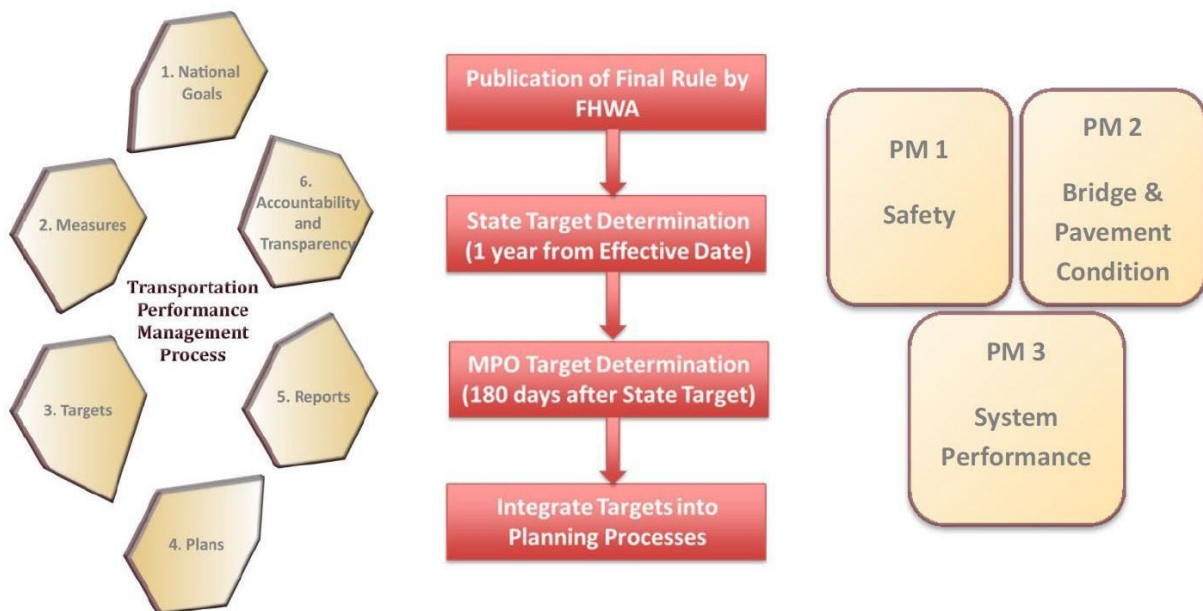 1. National
Goals
2. Measures
6.
Accountability
and
Transparency
Transportation
Performance
Management
Process
3. Targets
5. Reports
4. Plans
Publication of Final Rule by
FHWA
State Target Determination
(1 year from Effective Date)
MPO Target Determination
(180 days after State Target)
Integrate Targets into
Planning Processes
PM 1
Safety
PM 2
Bridge &
Pavement
Condition
PM 3
System
Performance